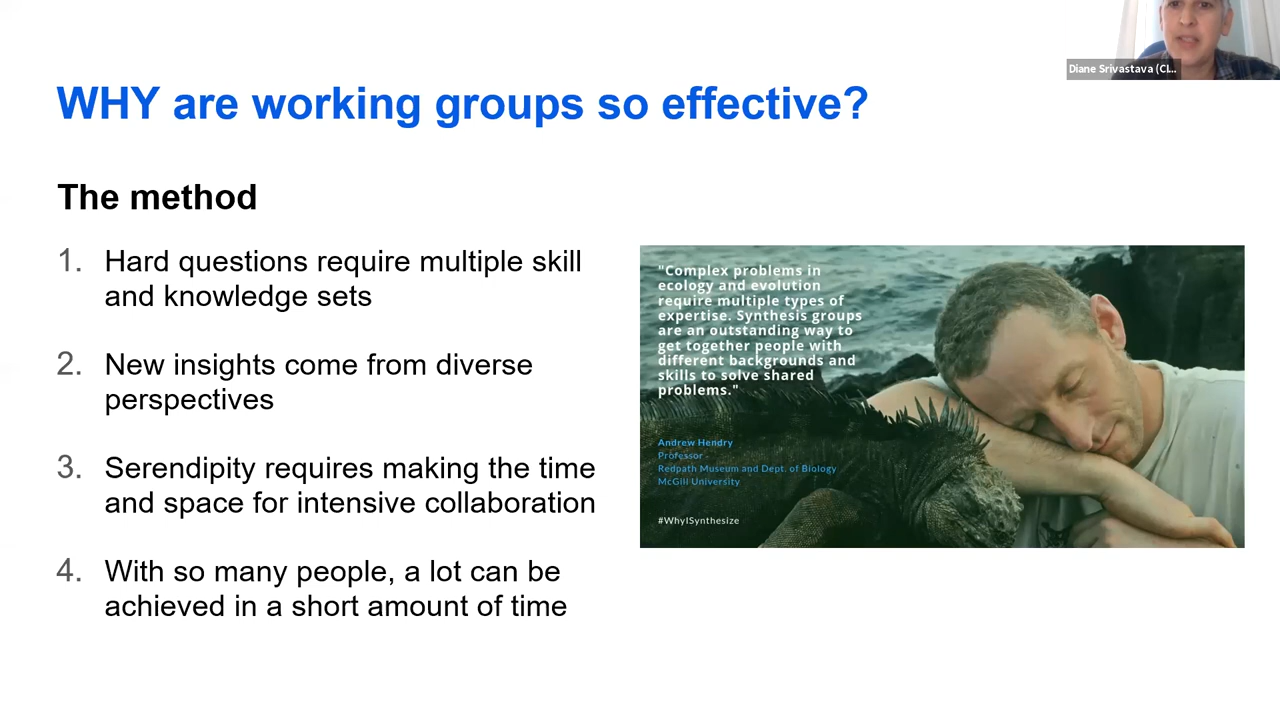 Diane Srivastava (CI...
WHY are working groups so effective?
The method
1. Hard questions require multiple skill
and knowledge sets
2. New insights come from diverse
perspectives
3. Serendipity requires making the time
and space for intensive collaboration
4. With so many people, a lot can be
achieved in a short amount of time
"Complex problems in
ecology and evolution
require multiple types of
expertise. Synthesis groups
are an outstanding way to
get together people with
different backgrounds and
skills to solve shared
problems."
Andrew Hendry
Professor
Redpath Museum and Dept. of Biology
McGill University
#WhyISynthesize